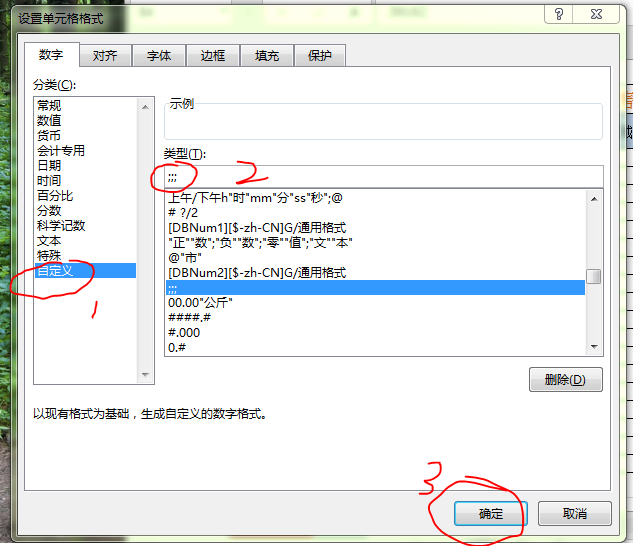 设置单元格格式
数字 对齐 字体 边框 填充 保护
分类(C):
常规
数值
货币
会计专用
日期
时间
百分比
分数
科学记数
文本
特殊
自定义
1
示例
类型(T):
2
;;;
上午/下午h"时"mm"分"ss"秒";@
# ?/2
[DBNum1][$-zh-CN]G/通用格式
"正""数";"负""数";"零""值";"文""本"
@"市"
[DBNum2][$-zh-CN]G/通用格式
;;;
00.00"公斤"
####.#
#.000
0.#
删除(D)
以现有格式为基础，生成自定义的数字格式。
3
确定 取消